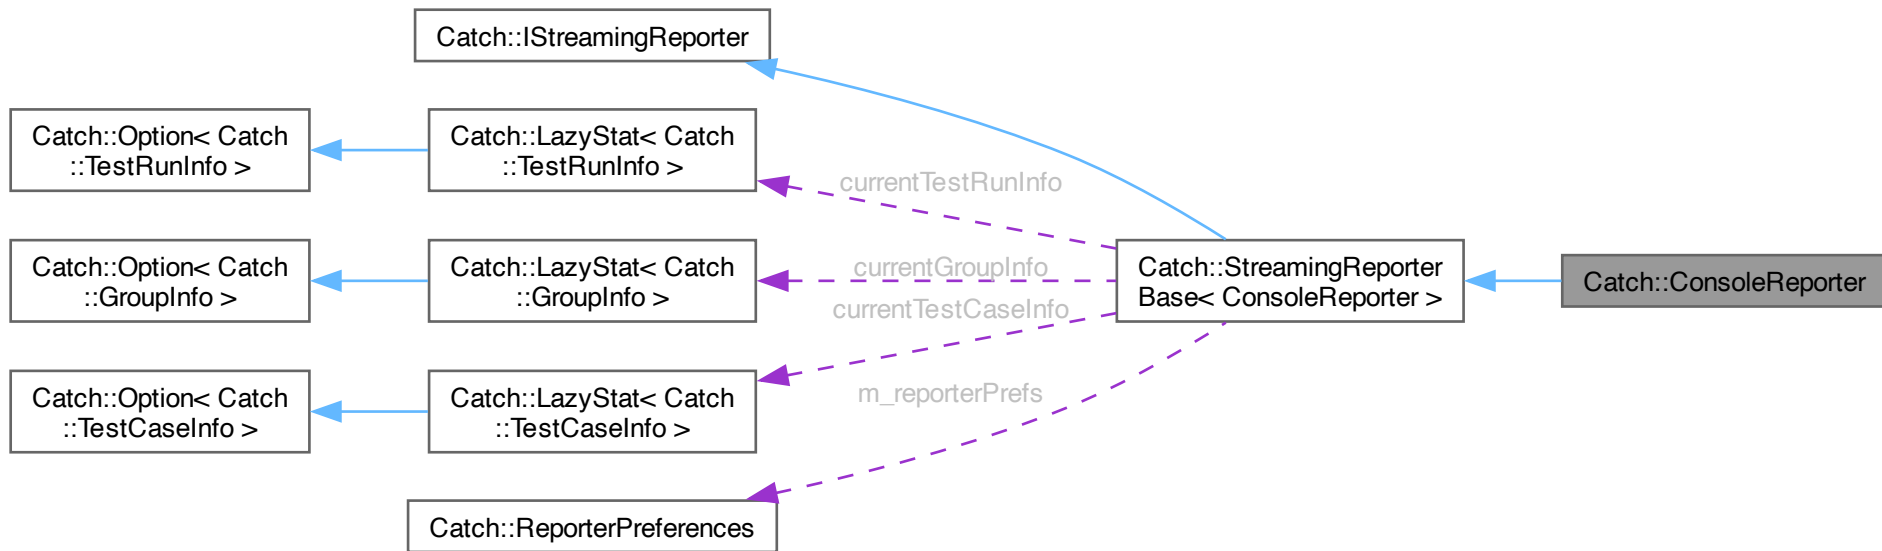 Catch::IStreamingReporter
Catch::Option< Catch
::TestRunInfo >
Catch::LazyStat< Catch
::TestRunInfo >
currentTestRunInfo
Catch::Option< Catch
::GroupInfo >
Catch::LazyStat< Catch
::GroupInfo >
currentGroupInfo
Catch::StreamingReporter
Base< ConsoleReporter >
Catch::ConsoleReporter
currentTestCaseInfo
Catch::Option< Catch
::TestCaseInfo >
Catch::LazyStat< Catch
::TestCaseInfo >
m_reporterPrefs
Catch::ReporterPreferences